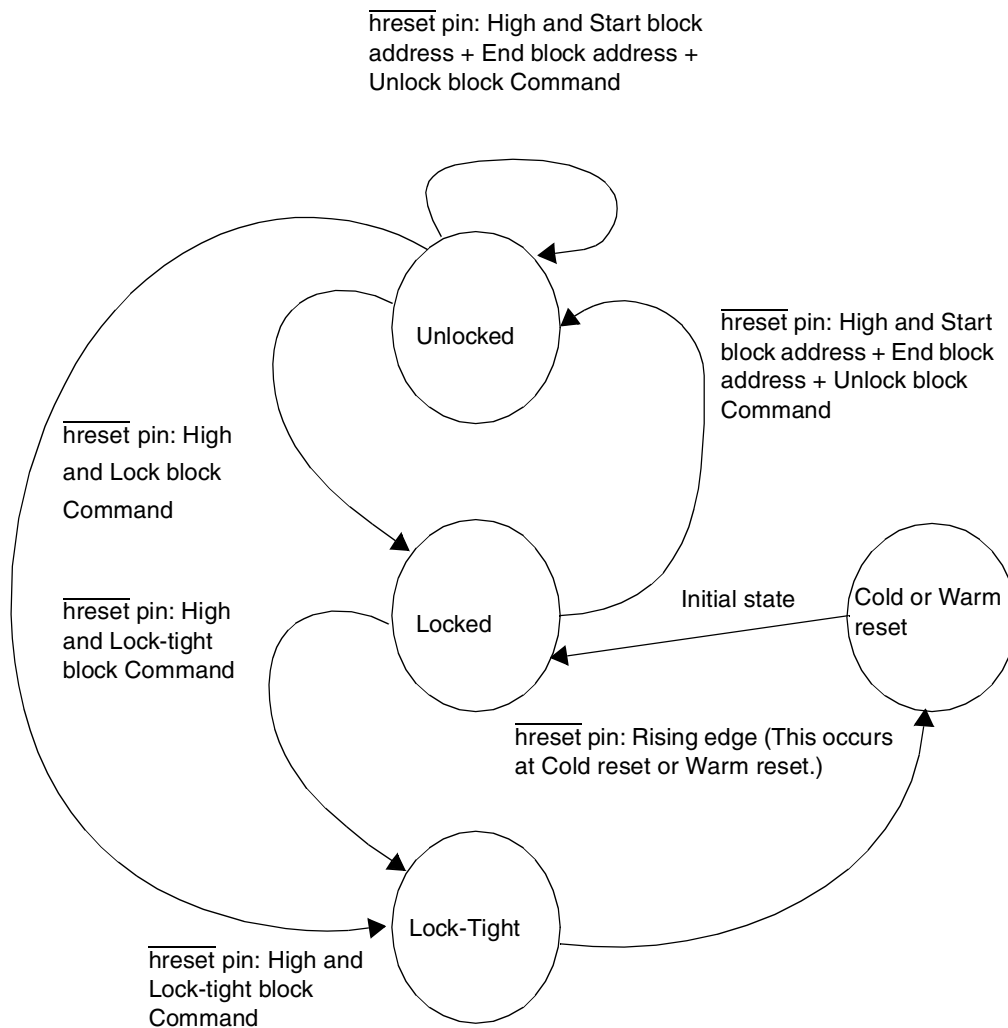 hreset pin: High and Start block
address + End block address +
Unlock block Command
Unlocked
hreset pin: High and Start
block address + End block
address + Unlock block
Command
hreset pin: High
and Lock block
Command
hreset pin: High
and Lock-tight
block Command
Locked
Initial state
Cold or Warm
reset
hreset pin: Rising edge (This occurs
at Cold reset or Warm reset.)
Lock-Tight
hreset pin: High and
Lock-tight block
Command